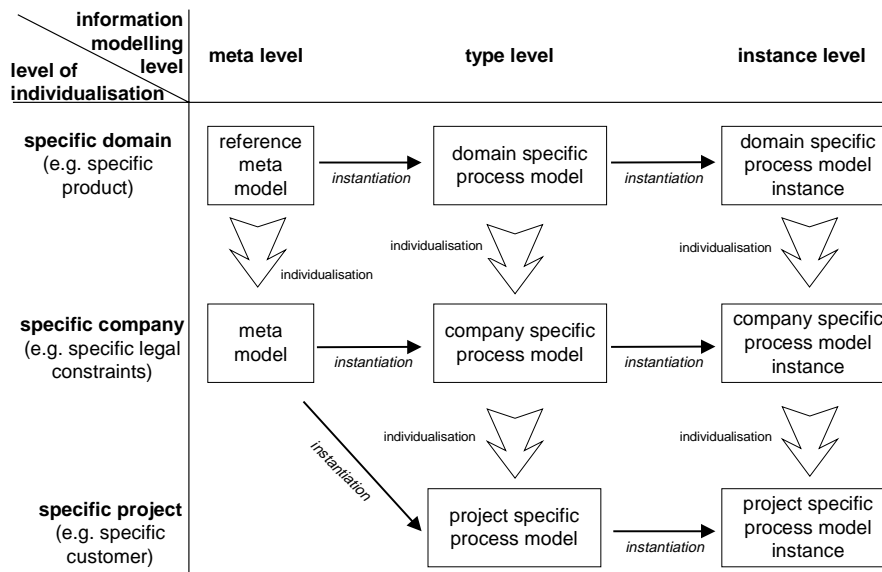 information
modelling
level
level of
individualisation
meta level
type level
instance level
specific domain
(e.g. specific
product)
reference
meta
model
instantiation
domain specific
process model
instantiation
domain specific
process model
instance
individualisation
individualisation
individualisation
specific company
(e.g. specific legal
constraints)
meta
model
instantiation
company specific
process model
instantiation
company specific
process model
instance
instantiation
individualisation
individualisation
specific project
(e.g. specific
customer)
project specific
process model
instantiation
project specific
process model
instance